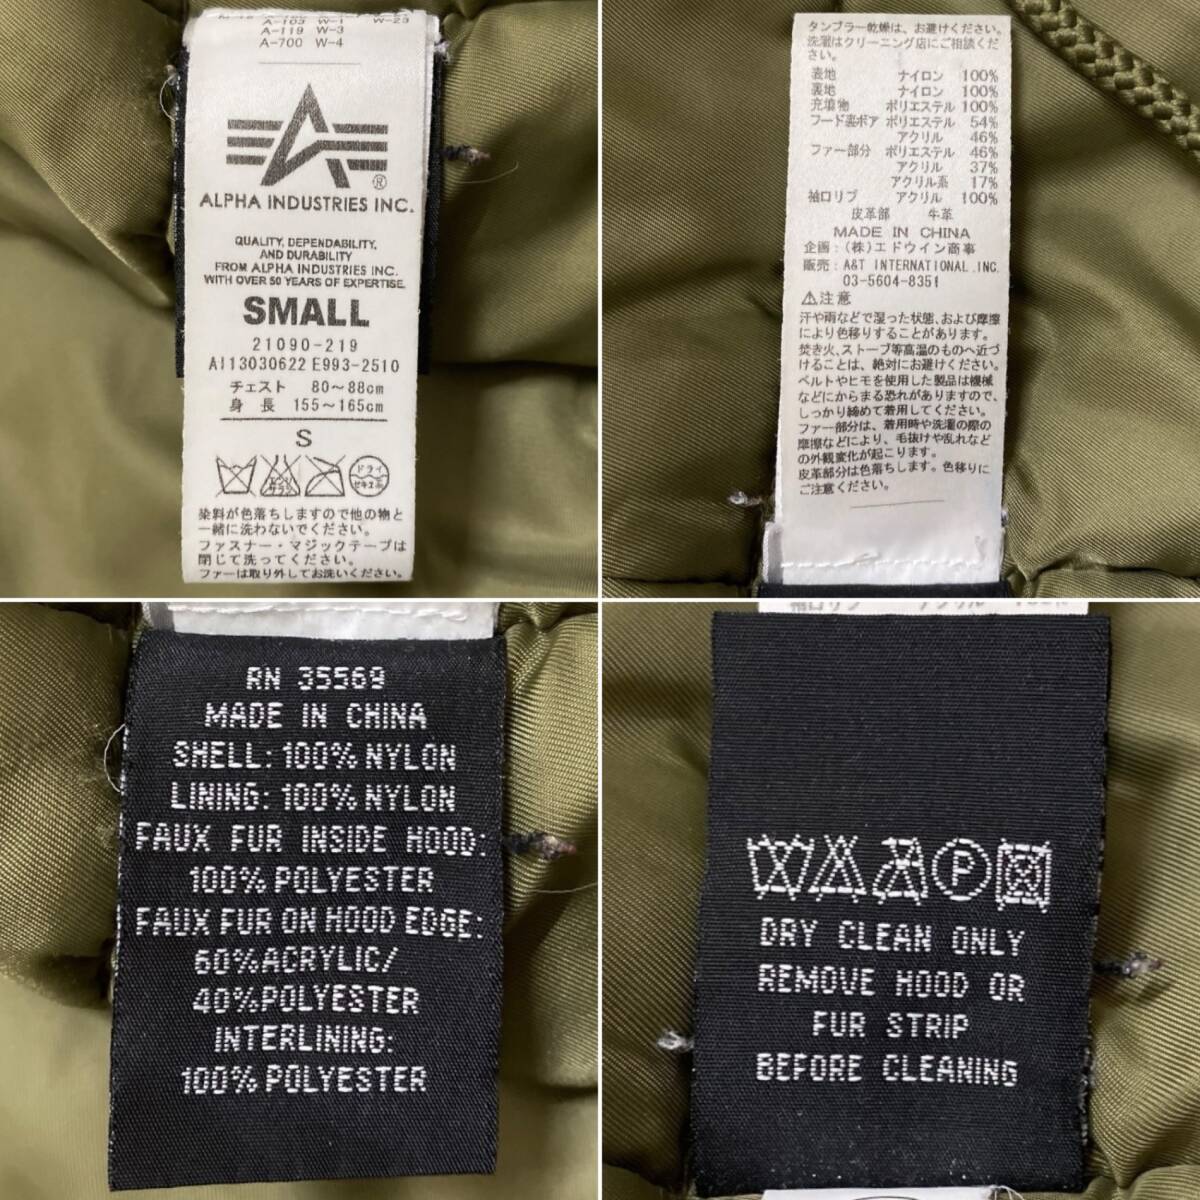 A-103 W-1 W-23
A-119 W-3
A-700 W-4
®
ALPHA INDUSTRIES INC.
QUALITY, DEPENDABILITY,
AND DURABILITY
FROM ALPHA INDUSTRIES INC.
WITH OVER 50 YEARS OF EXPERTISE.
SMALL
21090-219
A113030622 E993-2510
チェスト 80〜88cm
身 長 155〜165cm
S
エンソ
サラシ
ドライ
セキユ系
染料が色落ちしますので他の物と
一緒に洗わないでください。
ファスナー・マジックテープは
閉じて洗ってください。
ファーは取り外してお洗いください。
タンブラー乾燥は、お避けください。
洗濯はクリーニング店にご相談くだ
さい。
表地 ナイロン 100%
裏地 ナイロン 100%
充填物 ポリエステル 100%
フード裏ボア ポリエステル 54%
アクリル 46%
ファー部分 ポリエステル 46%
アクリル 37%
アクリル系 17%
袖口リブ アクリル 100%
皮革部 牛革
MADE IN CHINA
企画：(株)エドウイン商事
販売：A&T INTERNATIONAL.INC.
03-5604-8351
⚠注意
汗や雨などで湿った状態、および摩擦
により色移りすることがあります。
焚き火、ストーブ等高温のものへ近づ
けることは、絶対にお避けください。
ベルトやヒモを使用した製品は機械
などにからまる恐れがありますので、
しっかり締めて着用してください。
ファー部分は、着用時や洗濯の際の
摩擦などにより、毛抜けや乱れなど
の外観変化が起こります。
皮革部分は色落ちします。色移りに
ご注意ください。
RN 35569
MADE IN CHINA
SHELL: 100% NYLON
LINING: 100% NYLON
FAUX FUR INSIDE HOOD:
100% POLYESTER
FAUX FUR ON HOOD EDGE:
60% ACRYLIC/
40% POLYESTER
INTERLINING:
100% POLYESTER
袖口リブ アクリル 100%
P
DRY CLEAN ONLY
REMOVE HOOD OR
FUR STRIP
BEFORE CLEANING